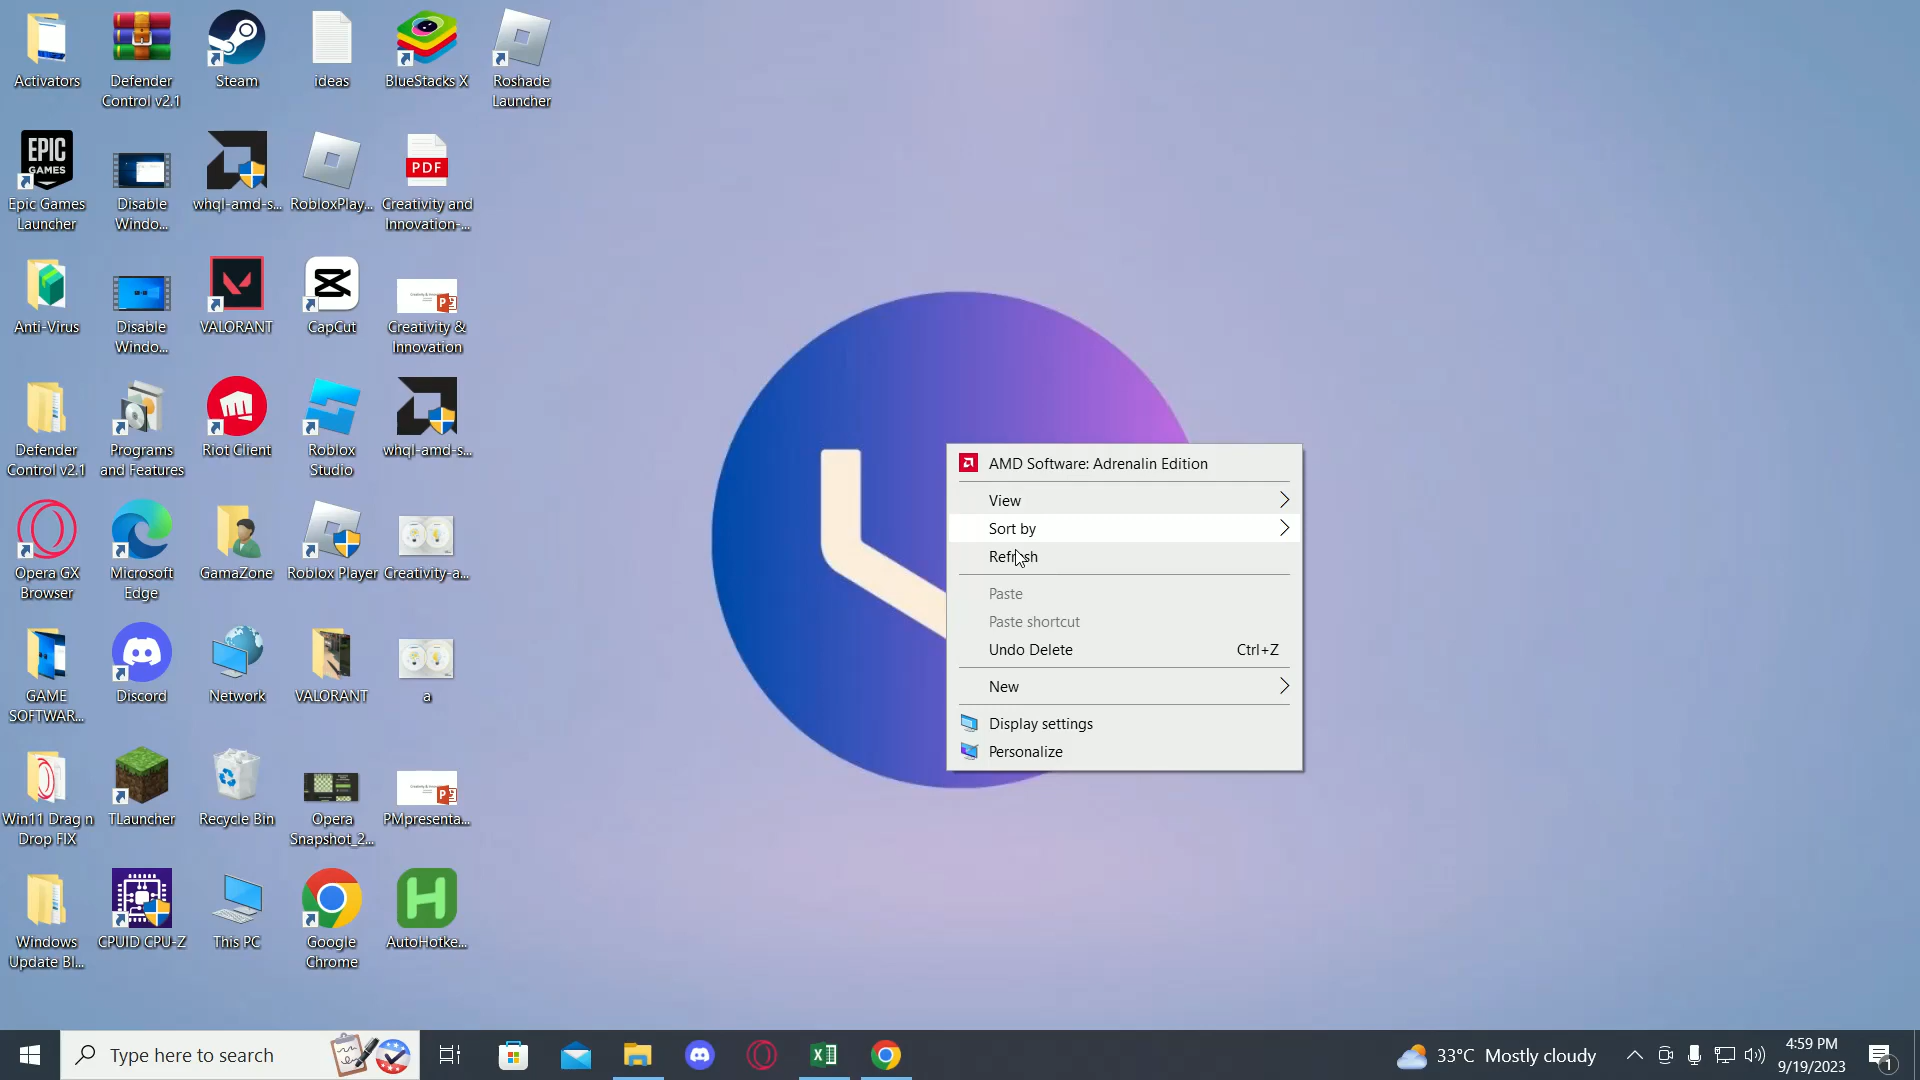 Activators
Defender
Control v2.1
Steam
ideas
BlueStacks X
Roshade
Launcher
EPIC
GAMES
Epic Games
Launcher
Disable
Windo...
whql-amd-s...
RobloxPlay...
PDF
Creativity and
Innovation-...
Anti-Virus
Disable
Windo...
VALORANT
CapCut
Creativity &
Innovation
Defender
Control v2.1
Programs
and Features
Riot Client
Roblox
Studio
whql-amd-s...
Opera GX
Browser
Microsoft
Edge
GamaZone
Roblox Player
Creativity-a...
GAME
SOFTWAR...
Discord
Network
VALORANT
a
Win11 Drag n
Drop FIX
TLauncher
Recycle Bin
Opera
Snapshot_2...
PMpresenta...
Windows
Update Bl...
CPUID CPU-Z
This PC
Google
Chrome
H
AutoHotke...
AMD Software: Adrenalin Edition
View
Sort by
Refresh
Paste
Paste shortcut
Undo Delete Ctrl+Z
New
Display settings
Personalize
Type here to search
33°C Mostly cloudy
4:59 PM
9/19/2023
1